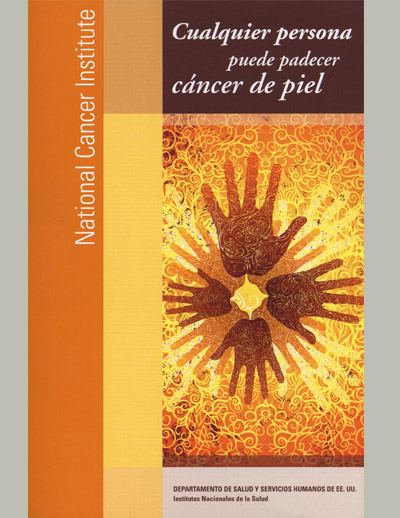 National Cancer Institute
Cualquier persona
puede padecer
cáncer de piel
DEPARTAMENTO DE SALUD Y SERVICIOS HUMANOS DE EE. UU.
Institutos Nacionales de la Salud